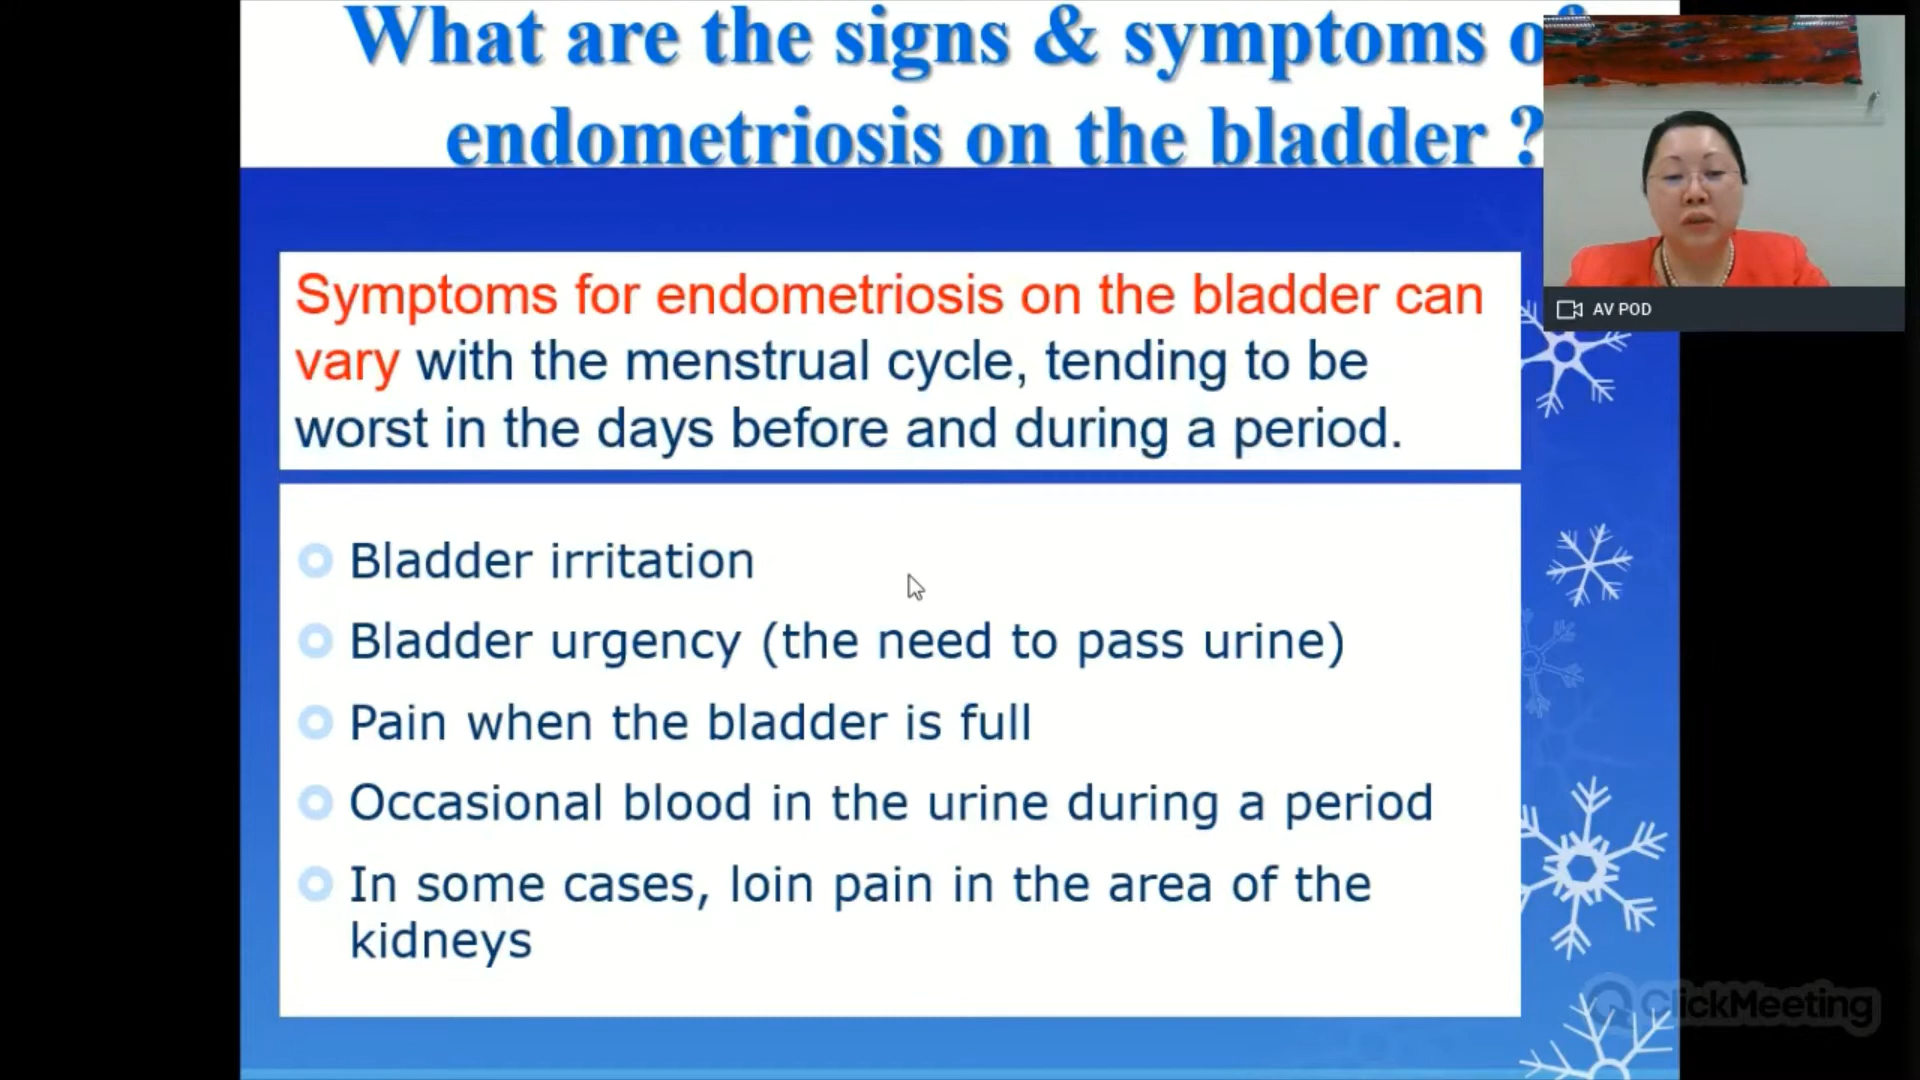 What are the signs & symptoms of
endometriosis on the bladder ?
AV POD
Symptoms for endometriosis on the bladder can
vary with the menstrual cycle, tending to be
worst in the days before and during a period.
Bladder irritation
Bladder urgency (the need to pass urine)
Pain when the bladder is full
Occasional blood in the urine during a period
In some cases, loin pain in the area of the
kidneys
ClickMeeting